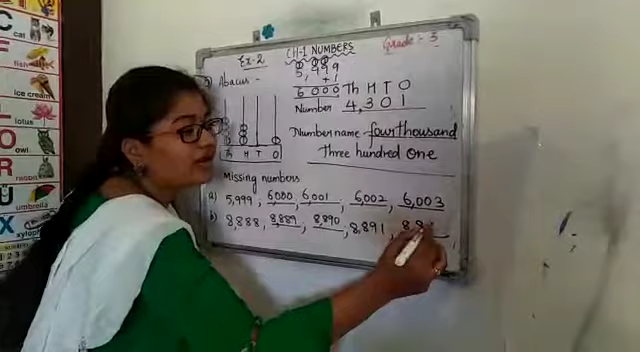 Ex-2
CH-1 NUMBERS
Grade:- 3
Abacus -
5,999
+1
6000
Th H T O
Number 4,301
Th H T O
Number name - four thousand
Three hundred One
Missing numbers
a) 5,999, 6000, 6,001, 6,002, 6,003
b) 8,888, 8,889, 8,890, 8,891,
cat
fish
ice cream
lotus
owl
rose
umbrella
xylophone